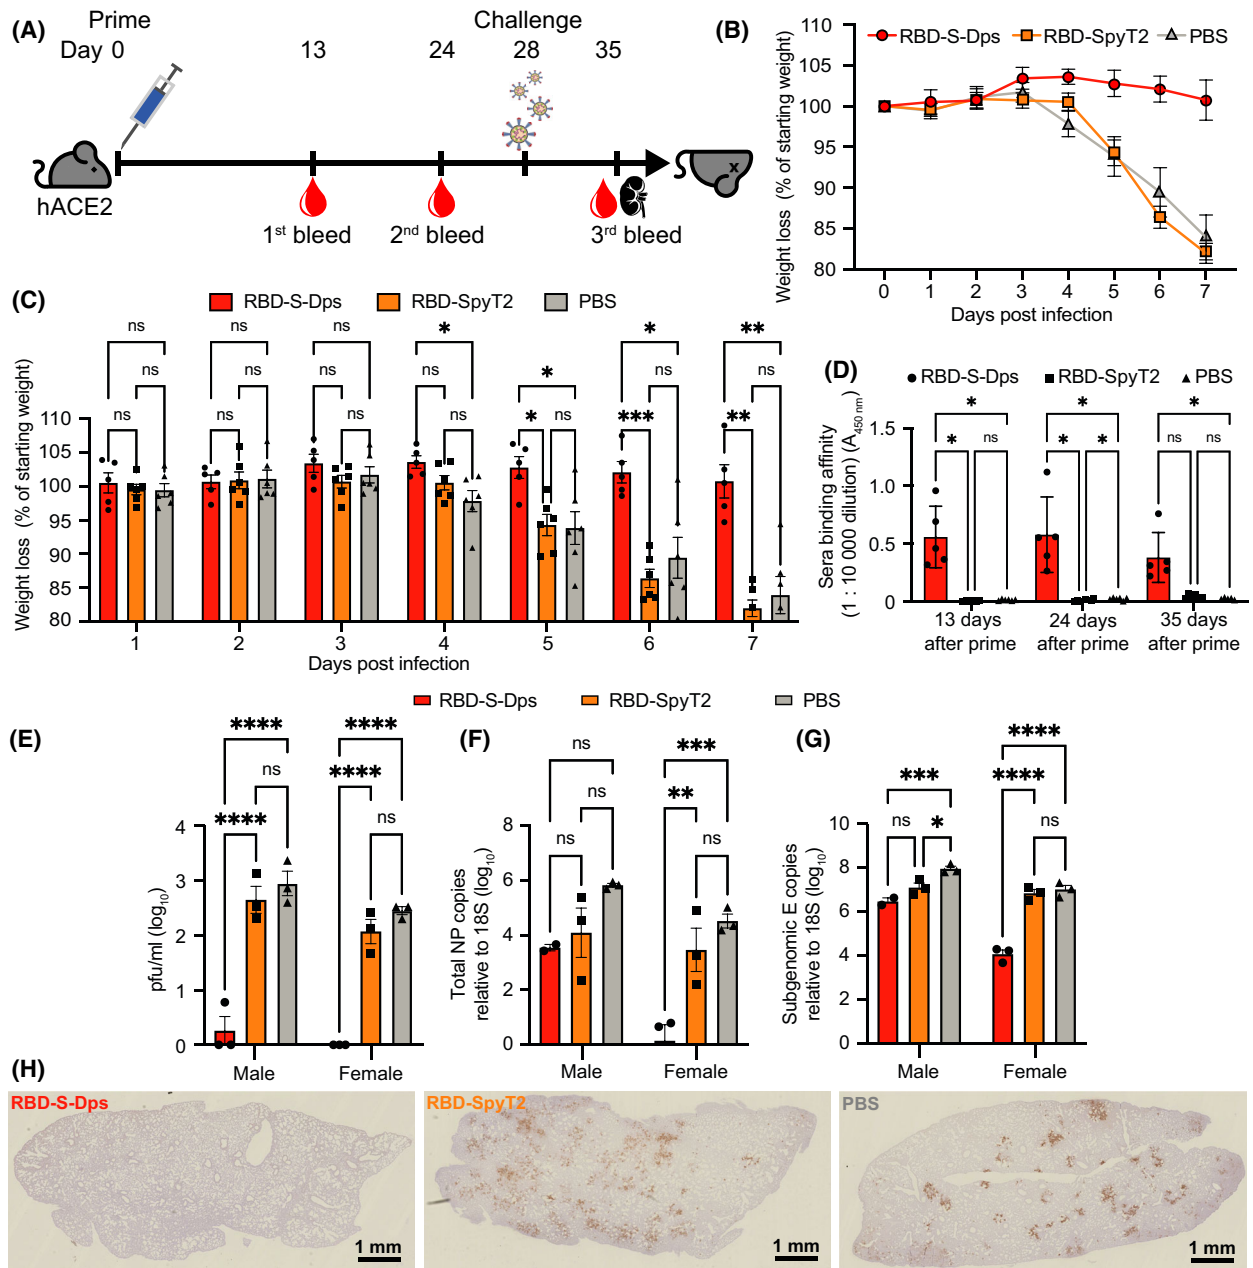 (A)
Prime
Challenge
Day 0 13 24 28 35
hACE2
x
1st bleed 2nd bleed 3rd bleed
(B)
RBD-S-Dps RBD-SpyT2 PBS
Weight loss (% of starting weight)
110
105
100
95
90
85
80
0 1 2 3 4 5 6 7
Days post infection
(C)
RBD-S-Dps RBD-SpyT2 PBS
ns ns ns * * * **
ns ns ns ns ns ns ns
ns ns ns ns * *** **
Weight loss (% of starting weight)
110
105
100
95
90
85
80
1 2 3 4 5 6 7
Days post infection
(D)
RBD-S-Dps RBD-SpyT2 PBS
* * *
* ns * * ns ns
Sera binding affinity
(1 : 10 000 dilution) (A450 nm)
1.5
1.0
0.5
0
13 days 24 days 35 days
after prime after prime after prime
RBD-S-Dps RBD-SpyT2 PBS
(E)
**** ****
ns ****
**** ns
pfu/ml (log10)
4
3
2
1
0
Male Female
(F)
ns ***
ns **
ns ns
Total NP copies
relative to 18S (log10)
8
6
4
2
0
Male Female
(G)
****
*** ****
ns * ns
Subgenomic E copies
relative to 18S (log10)
10
8
6
4
2
0
Male Female
(H)
RBD-S-Dps RBD-SpyT2 PBS
1 mm 1 mm 1 mm